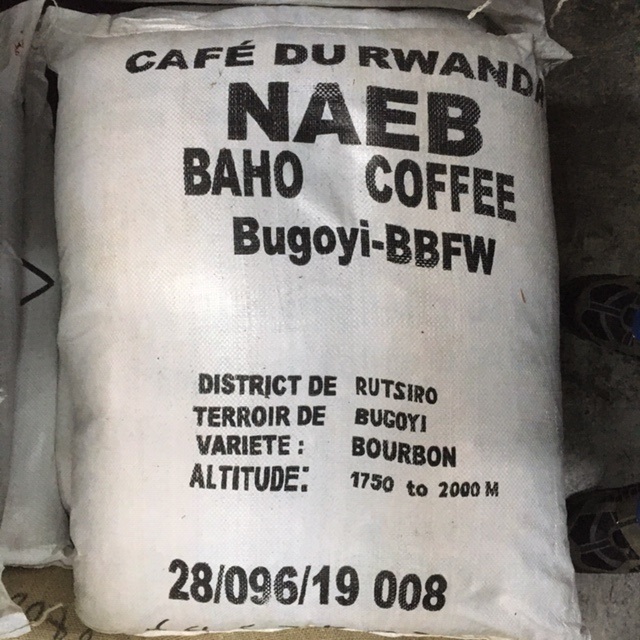 CAFÉ DU RWANDA
NAEB
BAHO COFFEE
Bugoyi-BBFW
DISTRICT DE RUTSIRO
TERROIR DE BUGOYI
VARIETE : BOURBON
ALTITUDE: 1750 to 2000 M
28/096/19 008